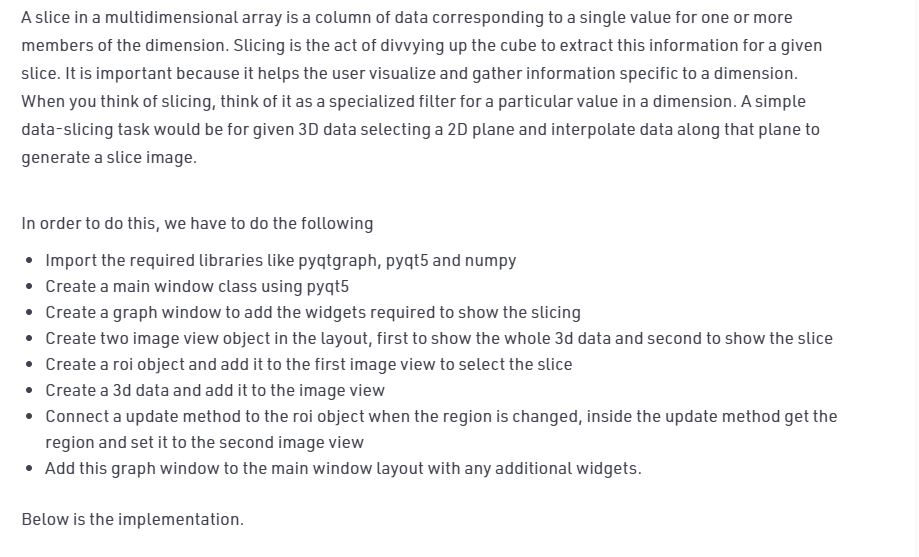 A slice in a multidimensional array is a column of data corresponding to a single value for one or more
members of the dimension. Slicing is the act of divvying up the cube to extract this information for a given
slice. It is important because it helps the user visualize and gather information specific to a dimension.
When you think of slicing, think of it as a specialized filter for a particular value in a dimension. A simple
data-slicing task would be for given 3D data selecting a 2D plane and interpolate data along that plane to
generate a slice image.
In order to do this, we have to do the following
• Import the required libraries like pyqtgraph, pyqt5 and numpy
• Create a main window class using pyqt5
• Create a graph window to add the widgets required to show the slicing
• Create two image view object in the layout, first to show the whole 3d data and second to show the slice
• Create a roi object and add it to the first image view to select the slice
• Create a 3d data and add it to the image view
• Connect a update method to the roi object when the region is changed, inside the update method get the
region and set it to the second image view
• Add this graph window to the main window layout with any additional widgets.
Below is the implementation.